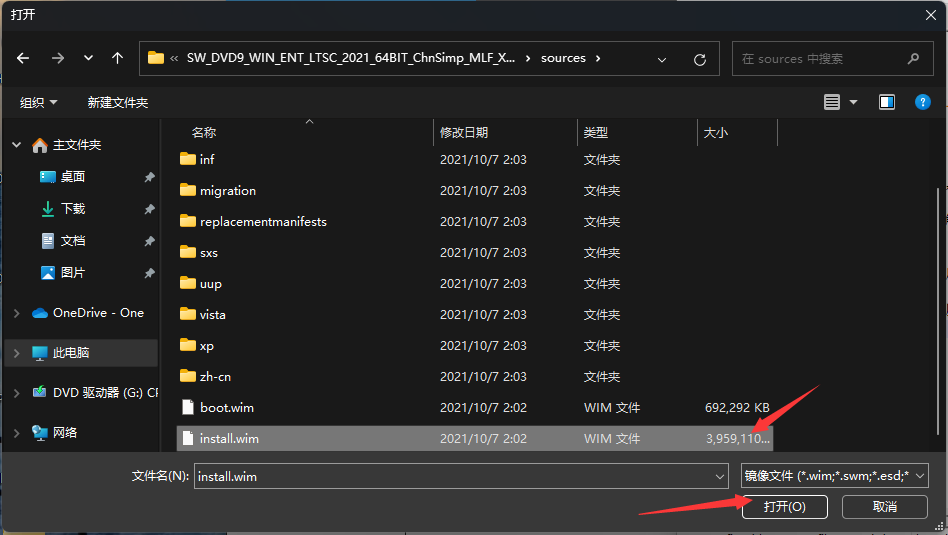 打开
« SW_DVD9_WIN_ENT_LTSC_2021_64BIT_ChnSimp_MLF_X... › sources ›
在 sources 中搜索
组织 新建文件夹
名称 修改日期 类型 大小
主文件夹
桌面
下载
文档
图片
OneDrive - One
此电脑
DVD 驱动器 (G:) CP
网络
inf 2021/10/7 2:03 文件夹
migration 2021/10/7 2:03 文件夹
replacementmanifests 2021/10/7 2:03 文件夹
sxs 2021/10/7 2:03 文件夹
uup 2021/10/7 2:03 文件夹
vista 2021/10/7 2:03 文件夹
xp 2021/10/7 2:03 文件夹
zh-cn 2021/10/7 2:03 文件夹
boot.wim 2021/10/7 2:02 WIM 文件 692,292 KB
install.wim 2021/10/7 2:02 WIM 文件 3,959,110...
文件名(N): install.wim 镜像文件 (*.wim;*.swm;*.esd;*
打开(O) 取消